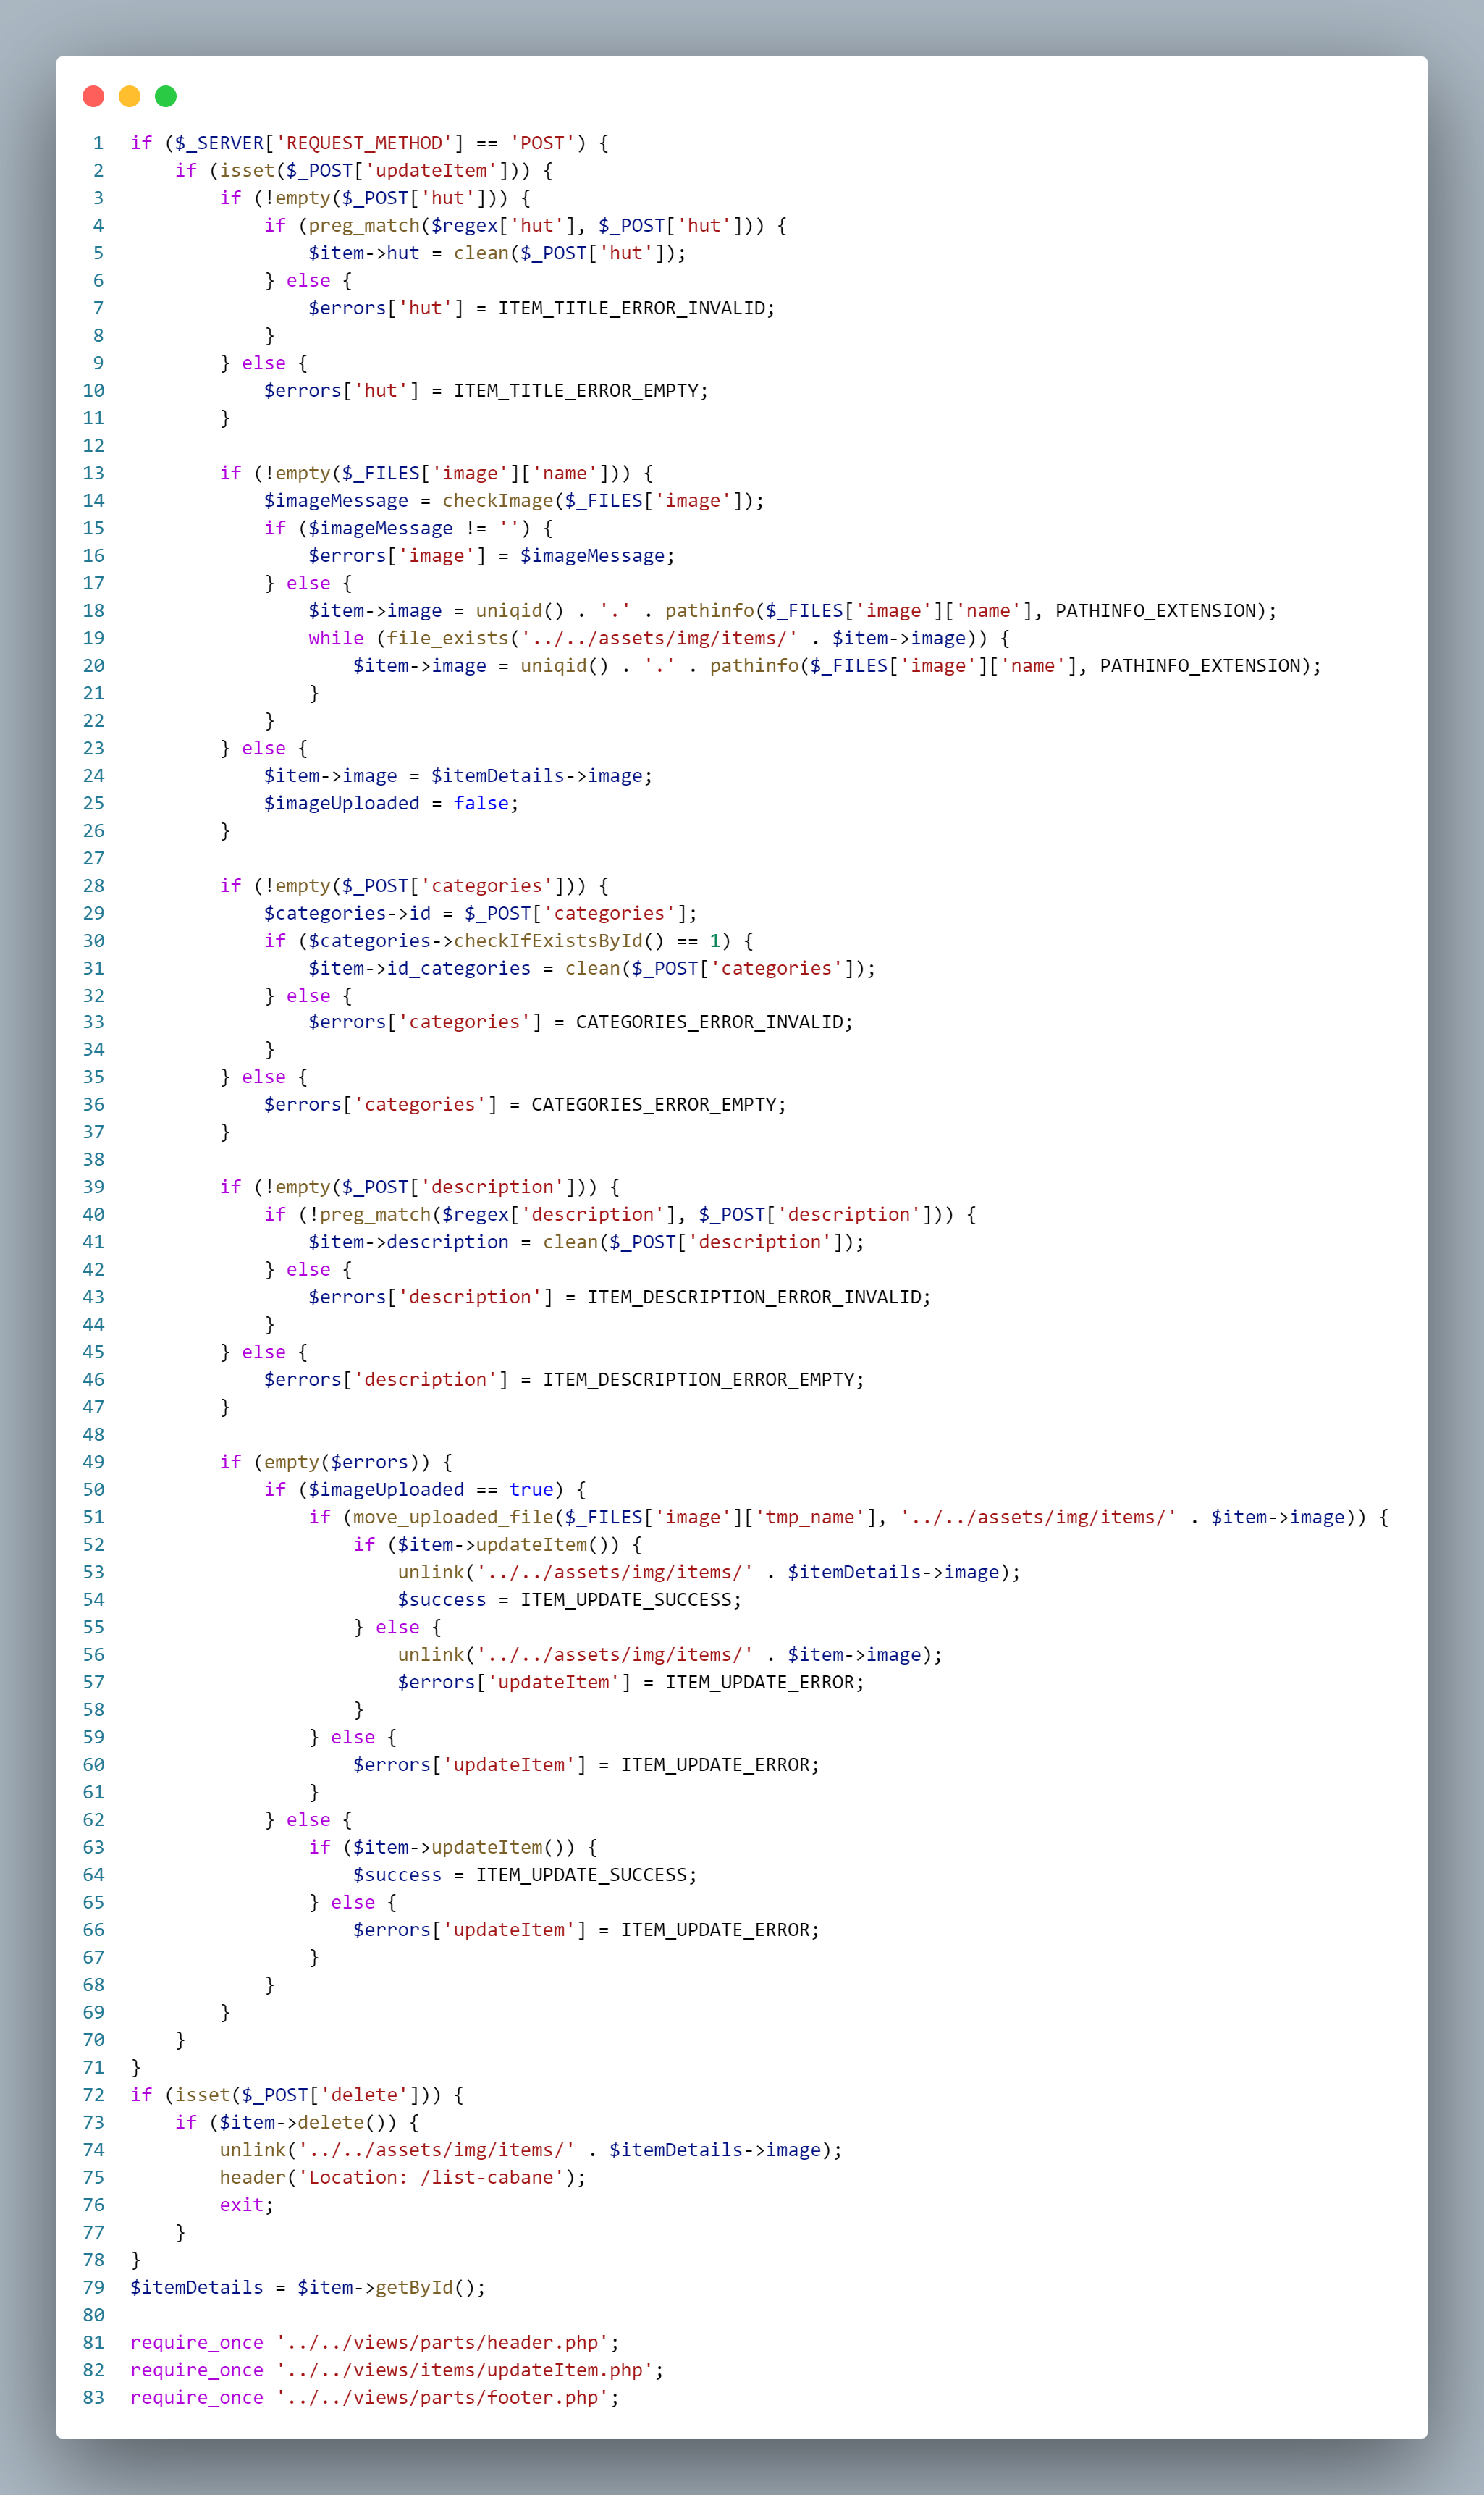 1 if ($_SERVER['REQUEST_METHOD'] == 'POST') {
2     if (isset($_POST['updateItem'])) {
3         if (!empty($_POST['hut'])) {
4             if (preg_match($regex['hut'], $_POST['hut'])) {
5                 $item->hut = clean($_POST['hut']);
6             } else {
7                 $errors['hut'] = ITEM_TITLE_ERROR_INVALID;
8             }
9         } else {
10             $errors['hut'] = ITEM_TITLE_ERROR_EMPTY;
11         }
12
13         if (!empty($_FILES['image']['name'])) {
14             $imageMessage = checkImage($_FILES['image']);
15             if ($imageMessage != '') {
16                 $errors['image'] = $imageMessage;
17             } else {
18                 $item->image = uniqid() . '.' . pathinfo($_FILES['image']['name'], PATHINFO_EXTENSION);
19                 while (file_exists('../../assets/img/items/' . $item->image)) {
20                     $item->image = uniqid() . '.' . pathinfo($_FILES['image']['name'], PATHINFO_EXTENSION);
21                 }
22             }
23         } else {
24             $item->image = $itemDetails->image;
25             $imageUploaded = false;
26         }
27
28         if (!empty($_POST['categories'])) {
29             $categories->id = $_POST['categories'];
30             if ($categories->checkIfExistsById() == 1) {
31                 $item->id_categories = clean($_POST['categories']);
32             } else {
33                 $errors['categories'] = CATEGORIES_ERROR_INVALID;
34             }
35         } else {
36             $errors['categories'] = CATEGORIES_ERROR_EMPTY;
37         }
38
39         if (!empty($_POST['description'])) {
40             if (!preg_match($regex['description'], $_POST['description'])) {
41                 $item->description = clean($_POST['description']);
42             } else {
43                 $errors['description'] = ITEM_DESCRIPTION_ERROR_INVALID;
44             }
45         } else {
46             $errors['description'] = ITEM_DESCRIPTION_ERROR_EMPTY;
47         }
48
49         if (empty($errors)) {
50             if ($imageUploaded == true) {
51                 if (move_uploaded_file($_FILES['image']['tmp_name'], '../../assets/img/items/' . $item->image)) {
52                     if ($item->updateItem()) {
53                         unlink('../../assets/img/items/' . $itemDetails->image);
54                         $success = ITEM_UPDATE_SUCCESS;
55                     } else {
56                         unlink('../../assets/img/items/' . $item->image);
57                         $errors['updateItem'] = ITEM_UPDATE_ERROR;
58                     }
59                 } else {
60                     $errors['updateItem'] = ITEM_UPDATE_ERROR;
61                 }
62             } else {
63                 if ($item->updateItem()) {
64                     $success = ITEM_UPDATE_SUCCESS;
65                 } else {
66                     $errors['updateItem'] = ITEM_UPDATE_ERROR;
67                 }
68             }
69         }
70     }
71 }
72 if (isset($_POST['delete'])) {
73     if ($item->delete()) {
74         unlink('../../assets/img/items/' . $itemDetails->image);
75         header('Location: /list-cabane');
76         exit;
77     }
78 }
79 $itemDetails = $item->getById();
80
81 require_once '../../views/parts/header.php';
82 require_once '../../views/items/updateItem.php';
83 require_once '../../views/parts/footer.php';